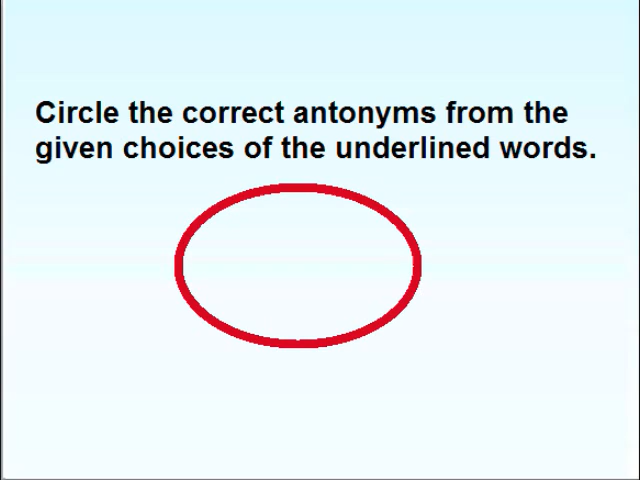 Circle the correct antonyms from the
given choices of the underlined words.